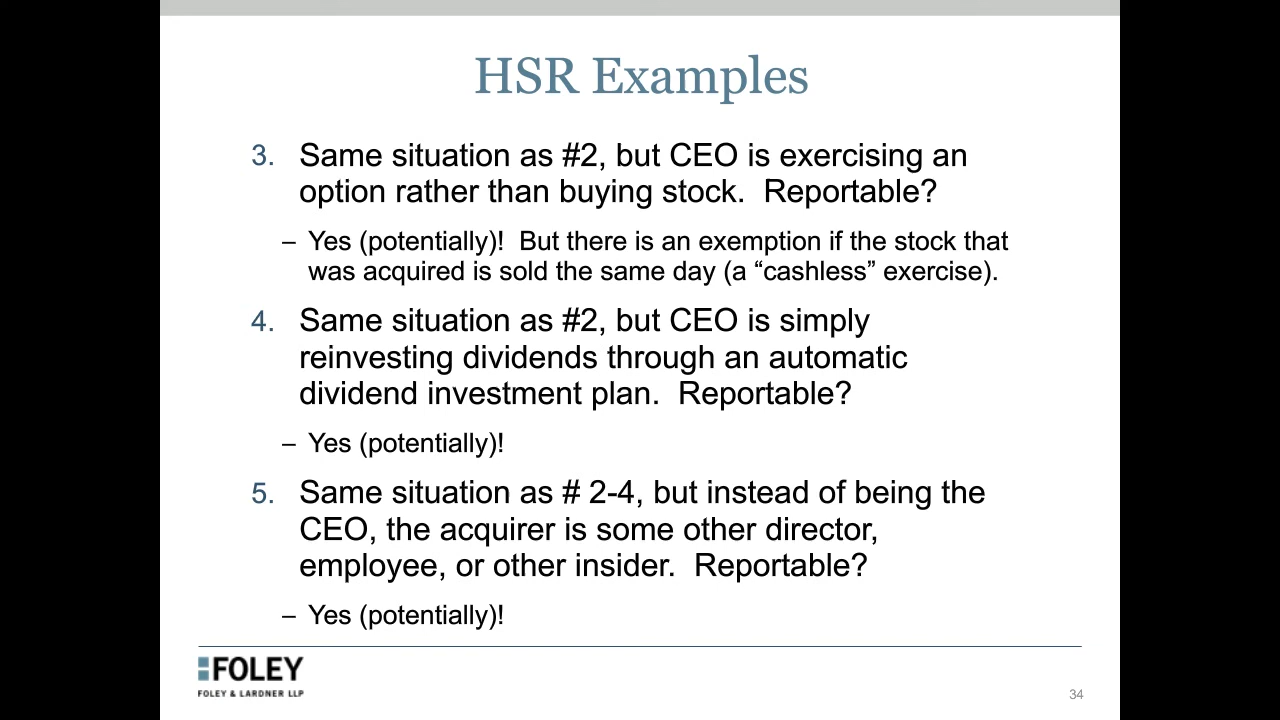 HSR Examples
3. Same situation as #2, but CEO is exercising an
option rather than buying stock.  Reportable?
– Yes (potentially)!  But there is an exemption if the stock that
was acquired is sold the same day (a “cashless” exercise).
4. Same situation as #2, but CEO is simply
reinvesting dividends through an automatic
dividend investment plan.  Reportable?
– Yes (potentially)!
5. Same situation as # 2-4, but instead of being the
CEO, the acquirer is some other director,
employee, or other insider.  Reportable?
– Yes (potentially)!
FOLEY
FOLEY & LARDNER LLP
34